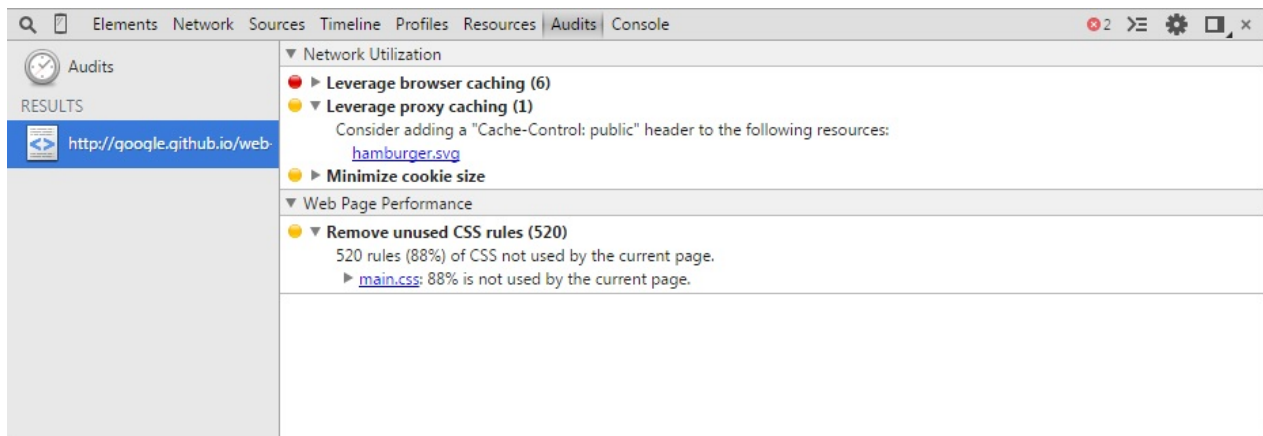 Elements Network Sources Timeline Profiles Resources Audits Console 2
Audits
RESULTS
http://google.github.io/web-
Network Utilization
Leverage browser caching (6)
Leverage proxy caching (1)
Consider adding a "Cache-Control: public" header to the following resources:
hamburger.svg
Minimize cookie size
Web Page Performance
Remove unused CSS rules (520)
520 rules (88%) of CSS not used by the current page.
main.css: 88% is not used by the current page.